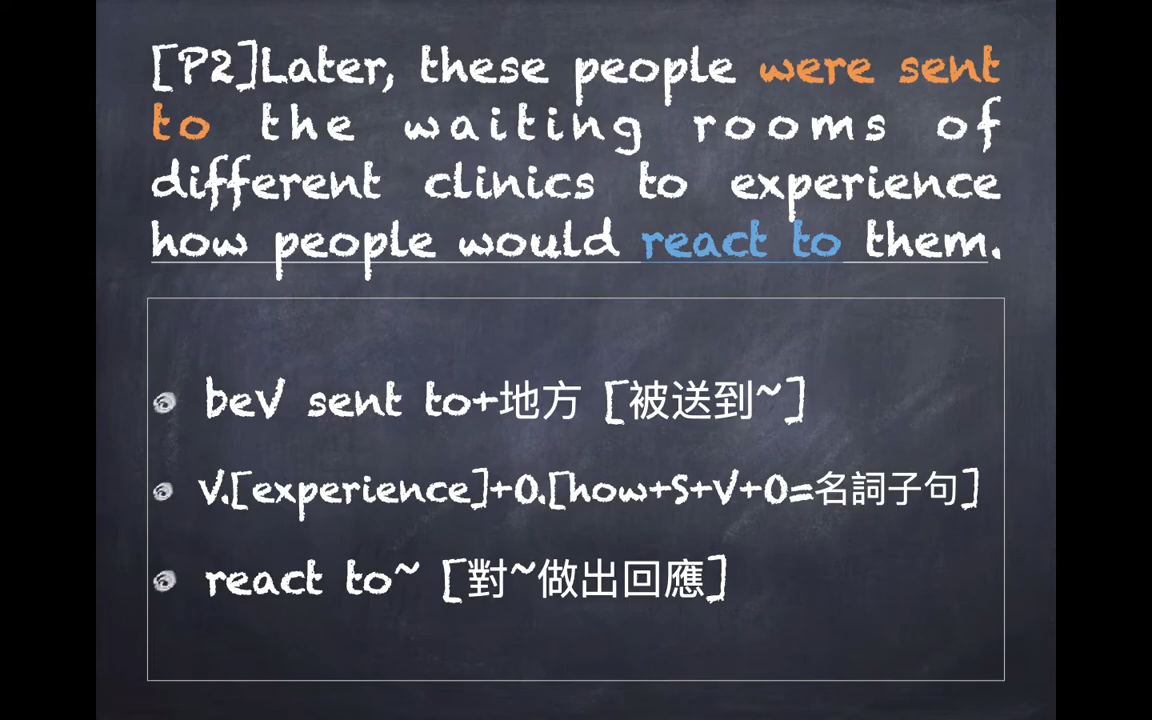 [P2]Later, these people were sent
to the waiting rooms of
different clinics to experience
how people would react to them.
beV sent to+地方 [被送到~]
V.[experience]+O.[how+S+V+O=名詞子句]
react to~ [對~做出回應]